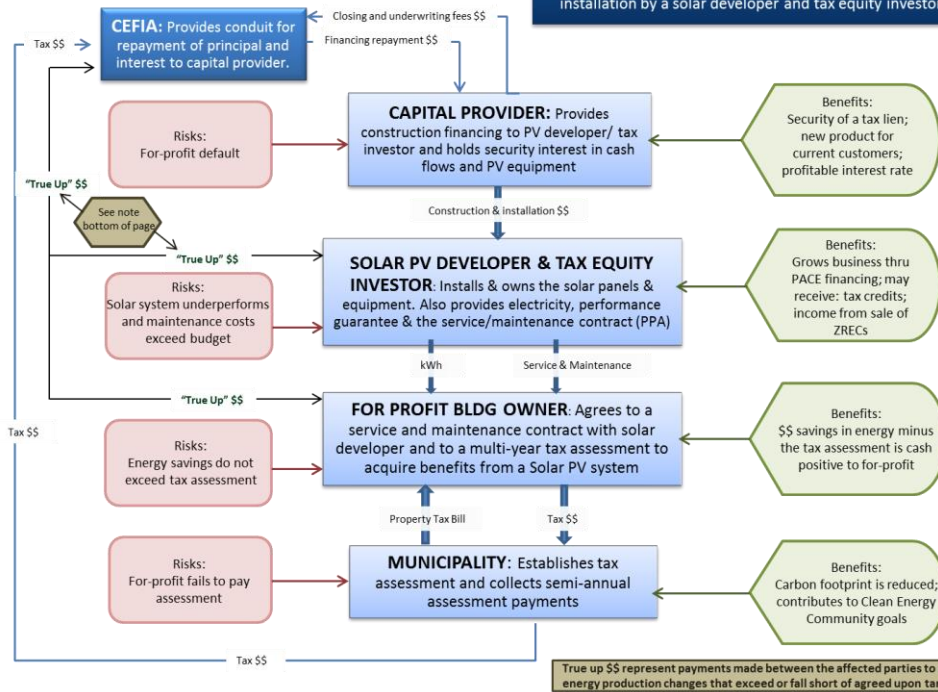 installation by a solar developer and tax equity investor
Closing and underwriting fees $$
CEFIA: Provides conduit for
repayment of principal and
interest to capital provider.
Tax $$
Financing repayment $$
CAPITAL PROVIDER: Provides
construction financing to PV developer/ tax
investor and holds security interest in cash
flows and PV equipment
Risks:
For-profit default
Benefits:
Security of a tax lien;
new product for
current customers;
profitable interest rate
"True Up" $$
See note
bottom of page
Construction & installation $$
"True Up" $$
SOLAR PV DEVELOPER & TAX EQUITY
INVESTOR: Installs & owns the solar panels &
equipment. Also provides electricity, performance
guarantee & the service/maintenance contract (PPA)
Risks:
Solar system underperforms
and maintenance costs
exceed budget
Benefits:
Grows business thru
PACE financing; may
receive: tax credits;
income from sale of
ZRECs
kWh
Service & Maintenance
"True Up" $$
FOR PROFIT BLDG OWNER: Agrees to a
service and maintenance contract with solar
developer and to a multi-year tax assessment to
acquire benefits from a Solar PV system
Tax $$
Risks:
Energy savings do not
exceed tax assessment
Benefits:
$$ savings in energy minus
the tax assessment is cash
positive to for-profit
Property Tax Bill
Tax $$
MUNICIPALITY: Establishes tax
assessment and collects semi-annual
assessment payments
Risks:
For-profit fails to pay
assessment
Benefits:
Carbon footprint is reduced;
contributes to Clean Energy
Community goals
Tax $$
True up $$ represent payments made between the affected parties to
energy production changes that exceed or fall short of agreed upon